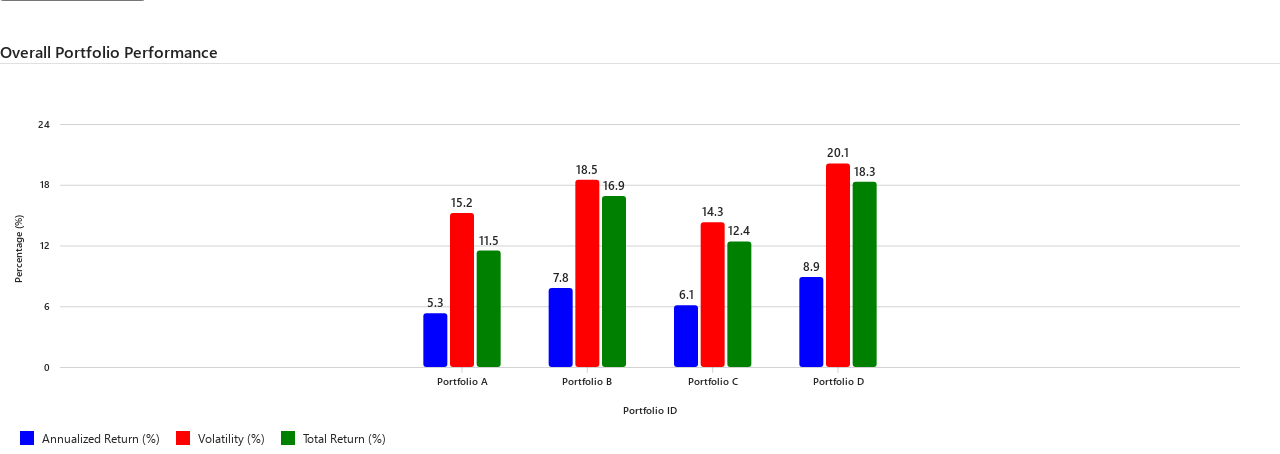 Overall Portfolio Performance
24
18
12
6
0
Percentage (%)
5.3
15.2
11.5
7.8
18.5
16.9
6.1
14.3
12.4
8.9
20.1
18.3
Portfolio A
Portfolio B
Portfolio C
Portfolio D
Portfolio ID
Annualized Return (%)
Volatility (%)
Total Return (%)